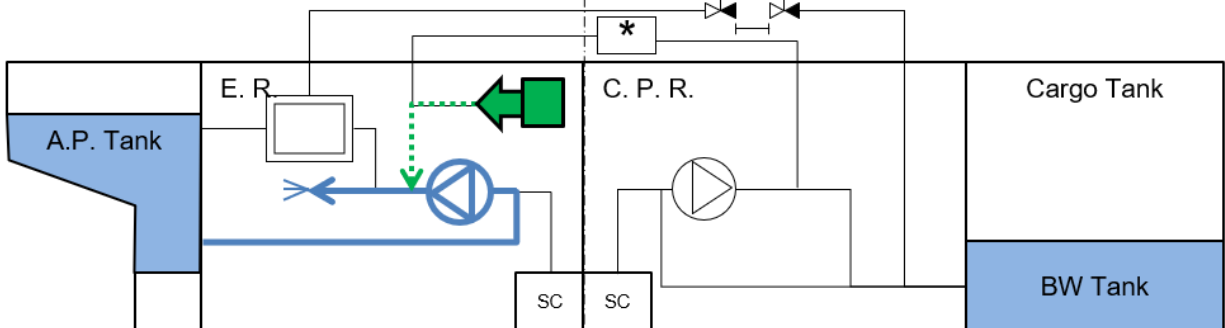 *
E. R.
C. P. R.
Cargo Tank
A.P. Tank
BW Tank
SC
SC